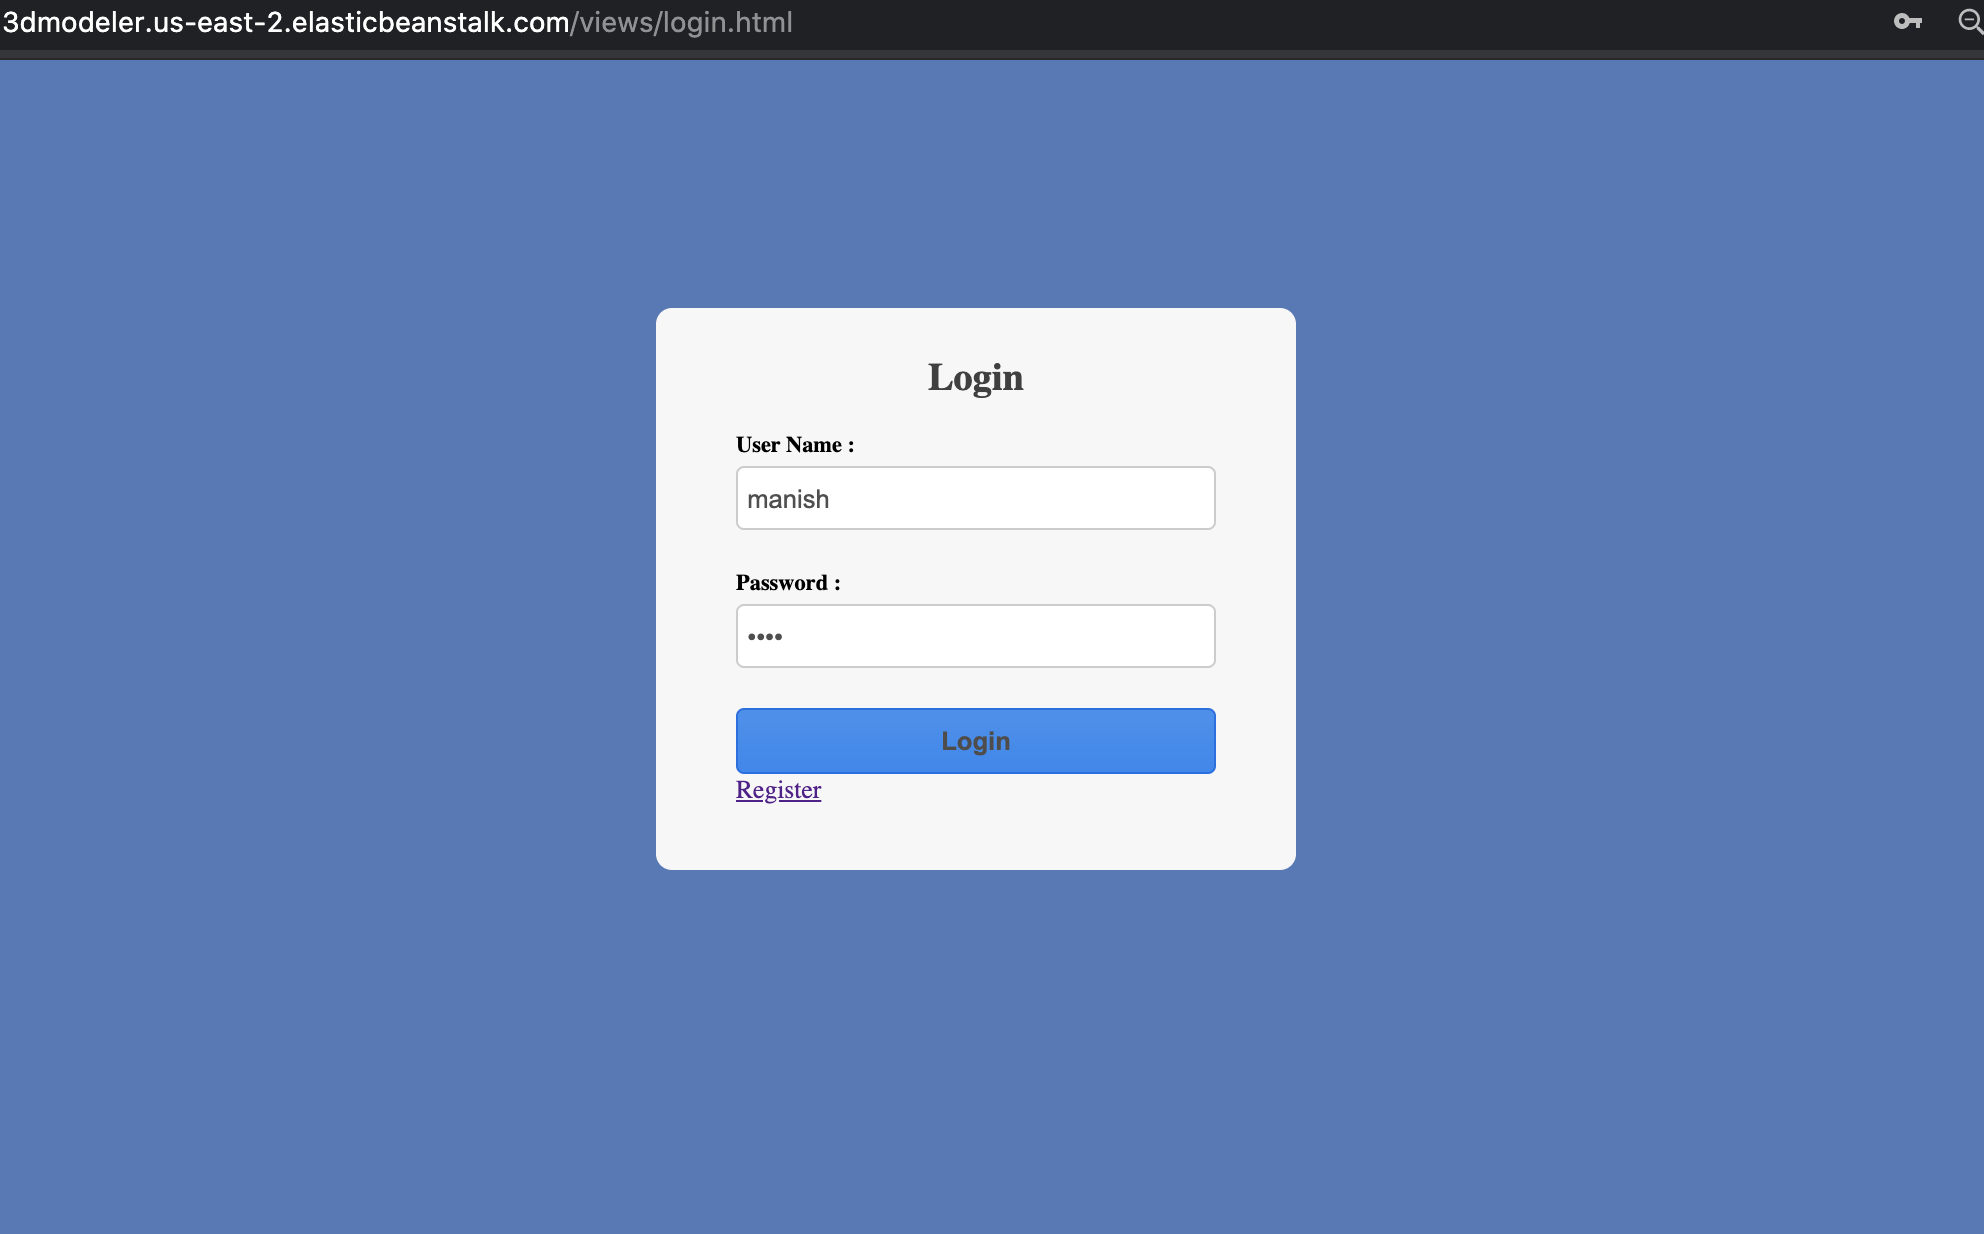 3dmodeler.us-east-2.elasticbeanstalk.com/views/login.html
Login
User Name :
manish
Password :
••••
Login
Register